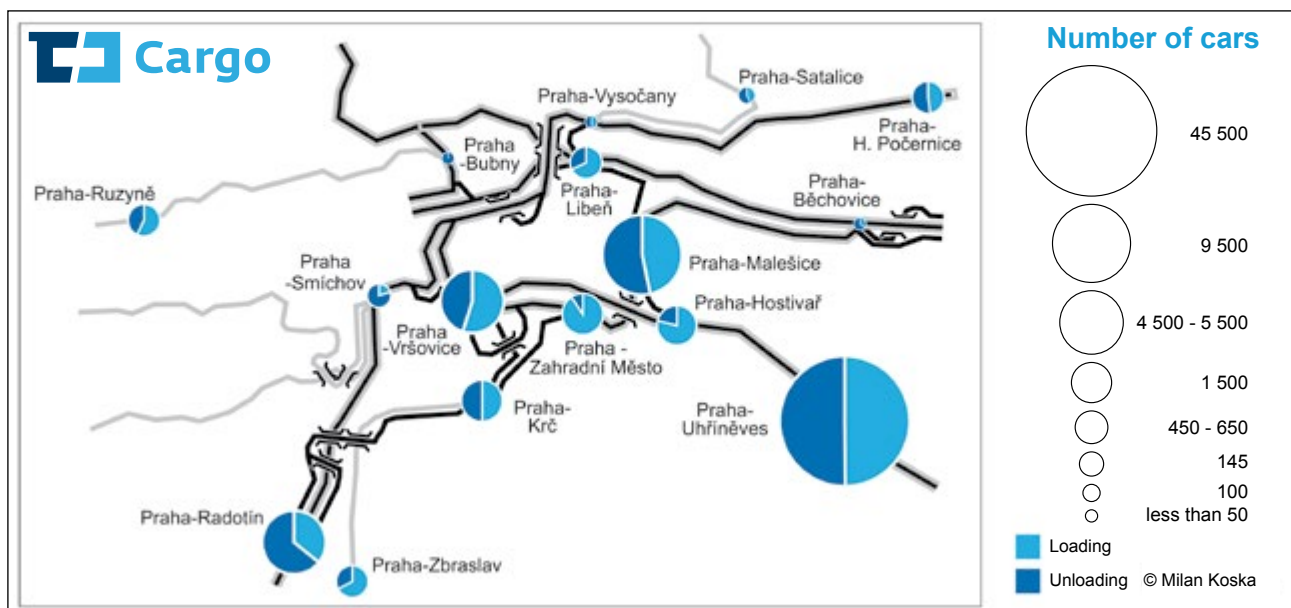 Cargo
Number of cars
Praha-Satalice
Praha-Vysočany
Praha-
H. Počernice
Praha
-Bubny
Praha-Ruzyně
Praha-
Libeň
Praha-
Běchovice
Praha
-Smíchov
Praha-Malešice
Praha-Hostivař
Praha
-Vršovice
Praha -
Zahradní Město
Praha-
Krč
Praha-
Uhříněves
Praha-Radotín
Praha-Zbraslav
45 500
9 500
4 500 - 5 500
1 500
450 - 650
145
100
less than 50
Loading
Unloading © Milan Koska